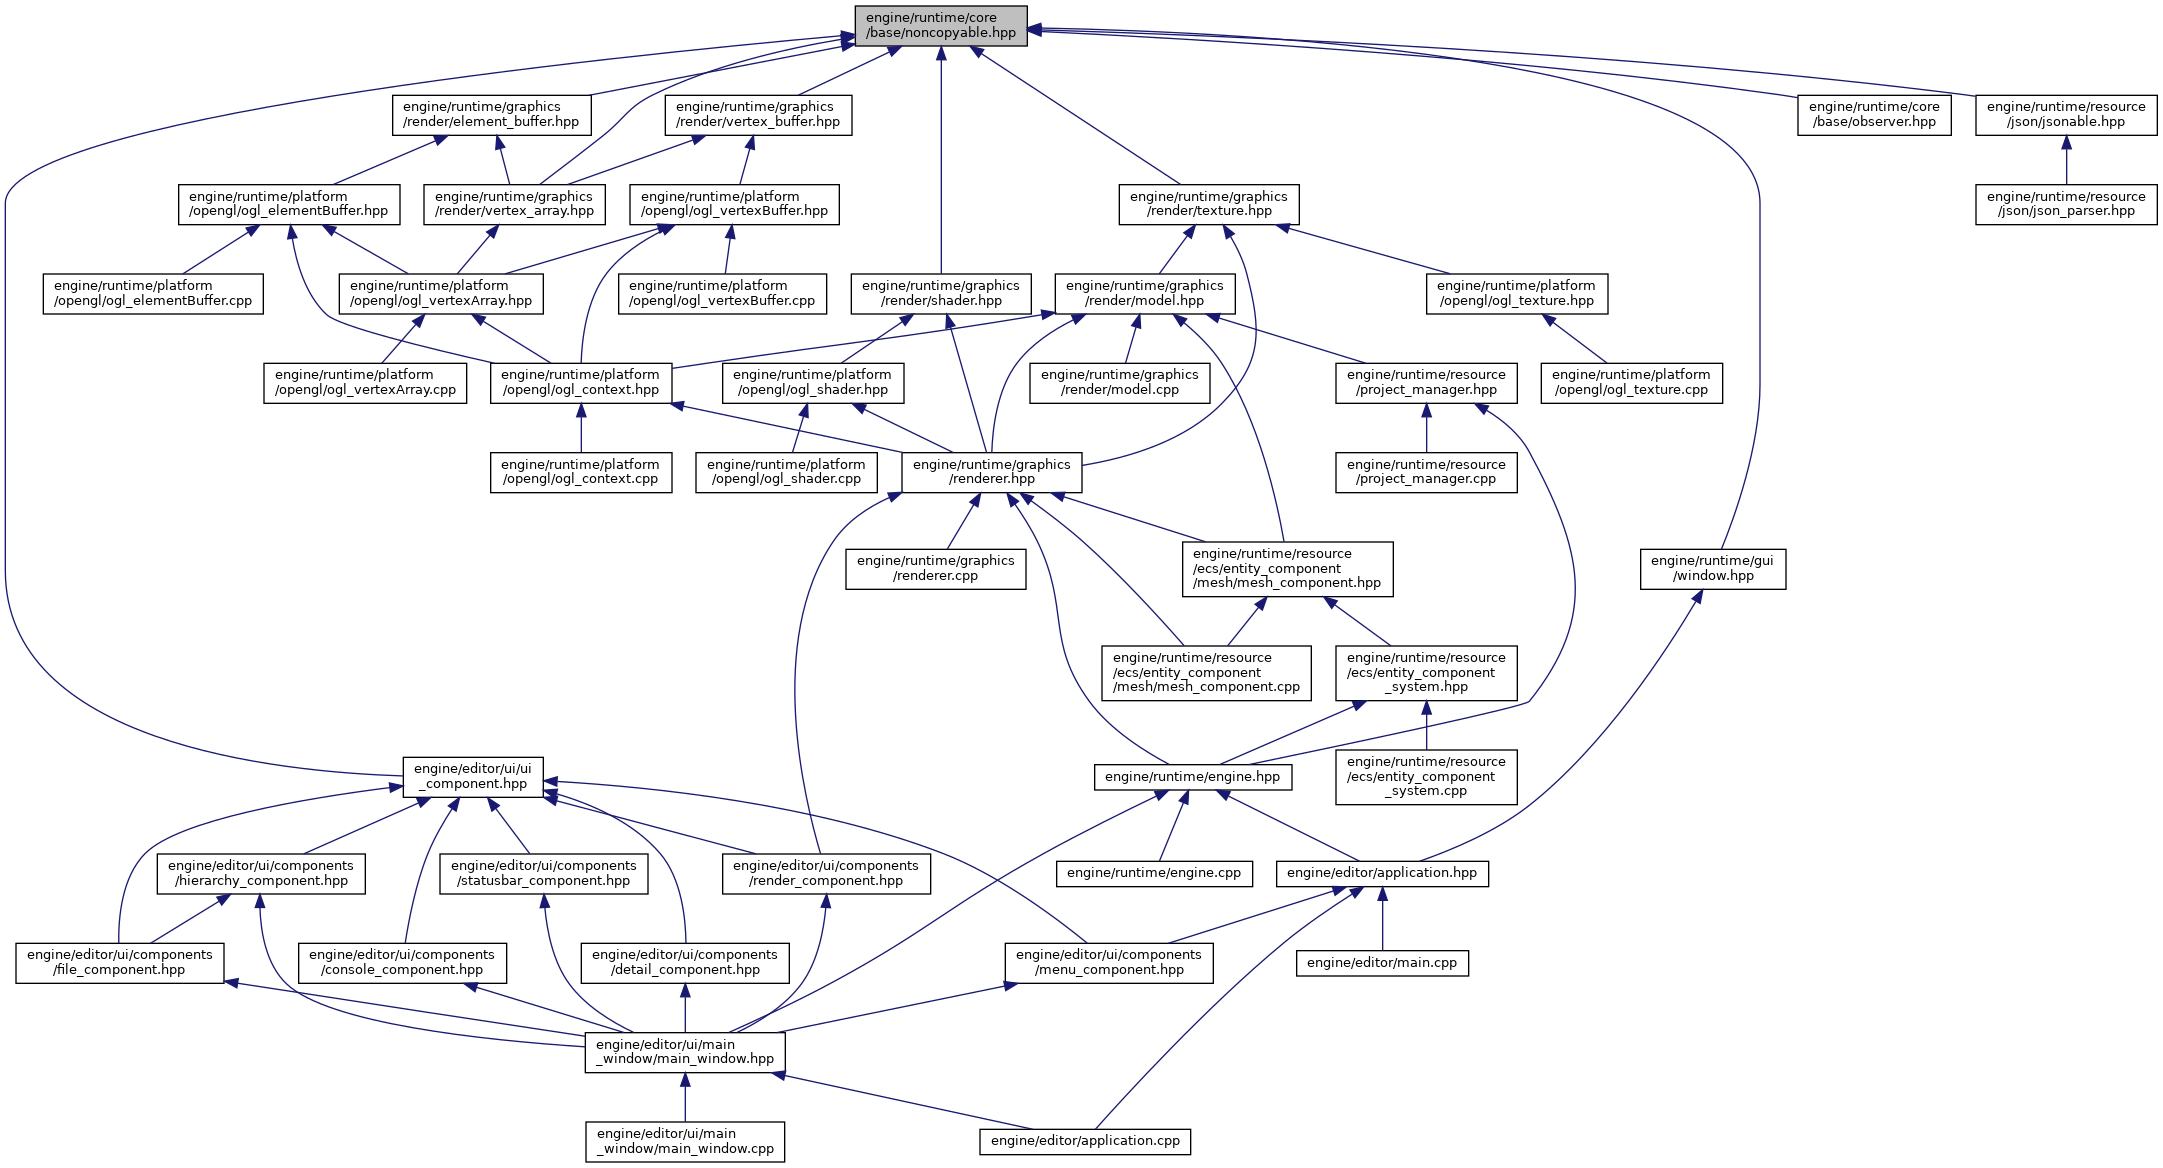 engine/runtime/core
/base/noncopyable.hpp
engine/runtime/graphics
/render/element_buffer.hpp
engine/runtime/graphics
/render/vertex_buffer.hpp
engine/runtime/core
/base/observer.hpp
engine/runtime/resource
/json/jsonable.hpp
engine/runtime/platform
/opengl/ogl_elementBuffer.hpp
engine/runtime/graphics
/render/vertex_array.hpp
engine/runtime/platform
/opengl/ogl_vertexBuffer.hpp
engine/runtime/graphics
/render/texture.hpp
engine/runtime/resource
/json/json_parser.hpp
engine/runtime/platform
/opengl/ogl_elementBuffer.cpp
engine/runtime/platform
/opengl/ogl_vertexArray.hpp
engine/runtime/platform
/opengl/ogl_vertexBuffer.cpp
engine/runtime/graphics
/render/shader.hpp
engine/runtime/graphics
/render/model.hpp
engine/runtime/platform
/opengl/ogl_texture.hpp
engine/runtime/platform
/opengl/ogl_vertexArray.cpp
engine/runtime/platform
/opengl/ogl_context.hpp
engine/runtime/platform
/opengl/ogl_shader.hpp
engine/runtime/graphics
/render/model.cpp
engine/runtime/resource
/project_manager.hpp
engine/runtime/platform
/opengl/ogl_texture.cpp
engine/runtime/platform
/opengl/ogl_context.cpp
engine/runtime/platform
/opengl/ogl_shader.cpp
engine/runtime/graphics
/renderer.hpp
engine/runtime/resource
/project_manager.cpp
engine/runtime/graphics
/renderer.cpp
engine/runtime/resource
/ecs/entity_component
/mesh/mesh_component.hpp
engine/runtime/gui
/window.hpp
engine/runtime/resource
/ecs/entity_component
/mesh/mesh_component.cpp
engine/runtime/resource
/ecs/entity_component
_system.hpp
engine/editor/ui/ui
_component.hpp
engine/runtime/engine.hpp
engine/runtime/resource
/ecs/entity_component
_system.cpp
engine/editor/ui/components
/hierarchy_component.hpp
engine/editor/ui/components
/statusbar_component.hpp
engine/editor/ui/components
/render_component.hpp
engine/runtime/engine.cpp
engine/editor/application.hpp
engine/editor/ui/components
/file_component.hpp
engine/editor/ui/components
/console_component.hpp
engine/editor/ui/components
/detail_component.hpp
engine/editor/ui/components
/menu_component.hpp
engine/editor/main.cpp
engine/editor/ui/main
_window/main_window.hpp
engine/editor/ui/main
_window/main_window.cpp
engine/editor/application.cpp